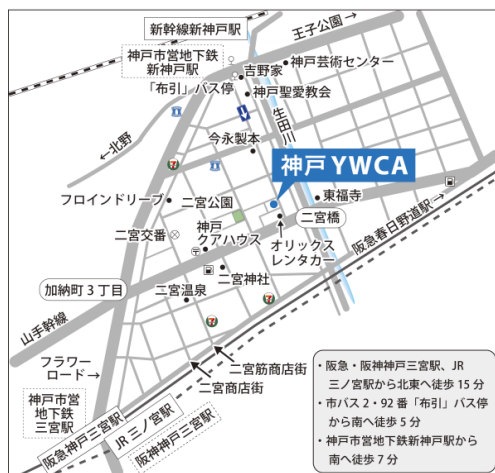 新幹線新神戸駅
王子公園
神戸市営地下鉄
新神戸駅
吉野家
神戸芸術センター
「布引」バス停
神戸聖愛教会
生田川
←北野
今永製本
神戸 YWCA
フロインドリーブ
二宮公園
東福寺
二宮橋
二宮交番
神戸
クアハウス
オリックス
レンタカー
阪急春日野道駅→
加納町 3 丁目
二宮神社
二宮温泉
山手幹線
フラワー
ロード→
二宮筋商店街
二宮商店街
神戸市営
地下鉄
三宮駅
阪急神戸三宮駅
JR 三ノ宮駅
阪神神戸三宮駅
・阪急・阪神神戸三宮駅、JR
三ノ宮駅から北東へ徒歩 15 分
・市バス 2・92 番「布引」バス停
から南へ徒歩 5 分
・神戸市営地下鉄新神戸駅から
南へ徒歩 7 分